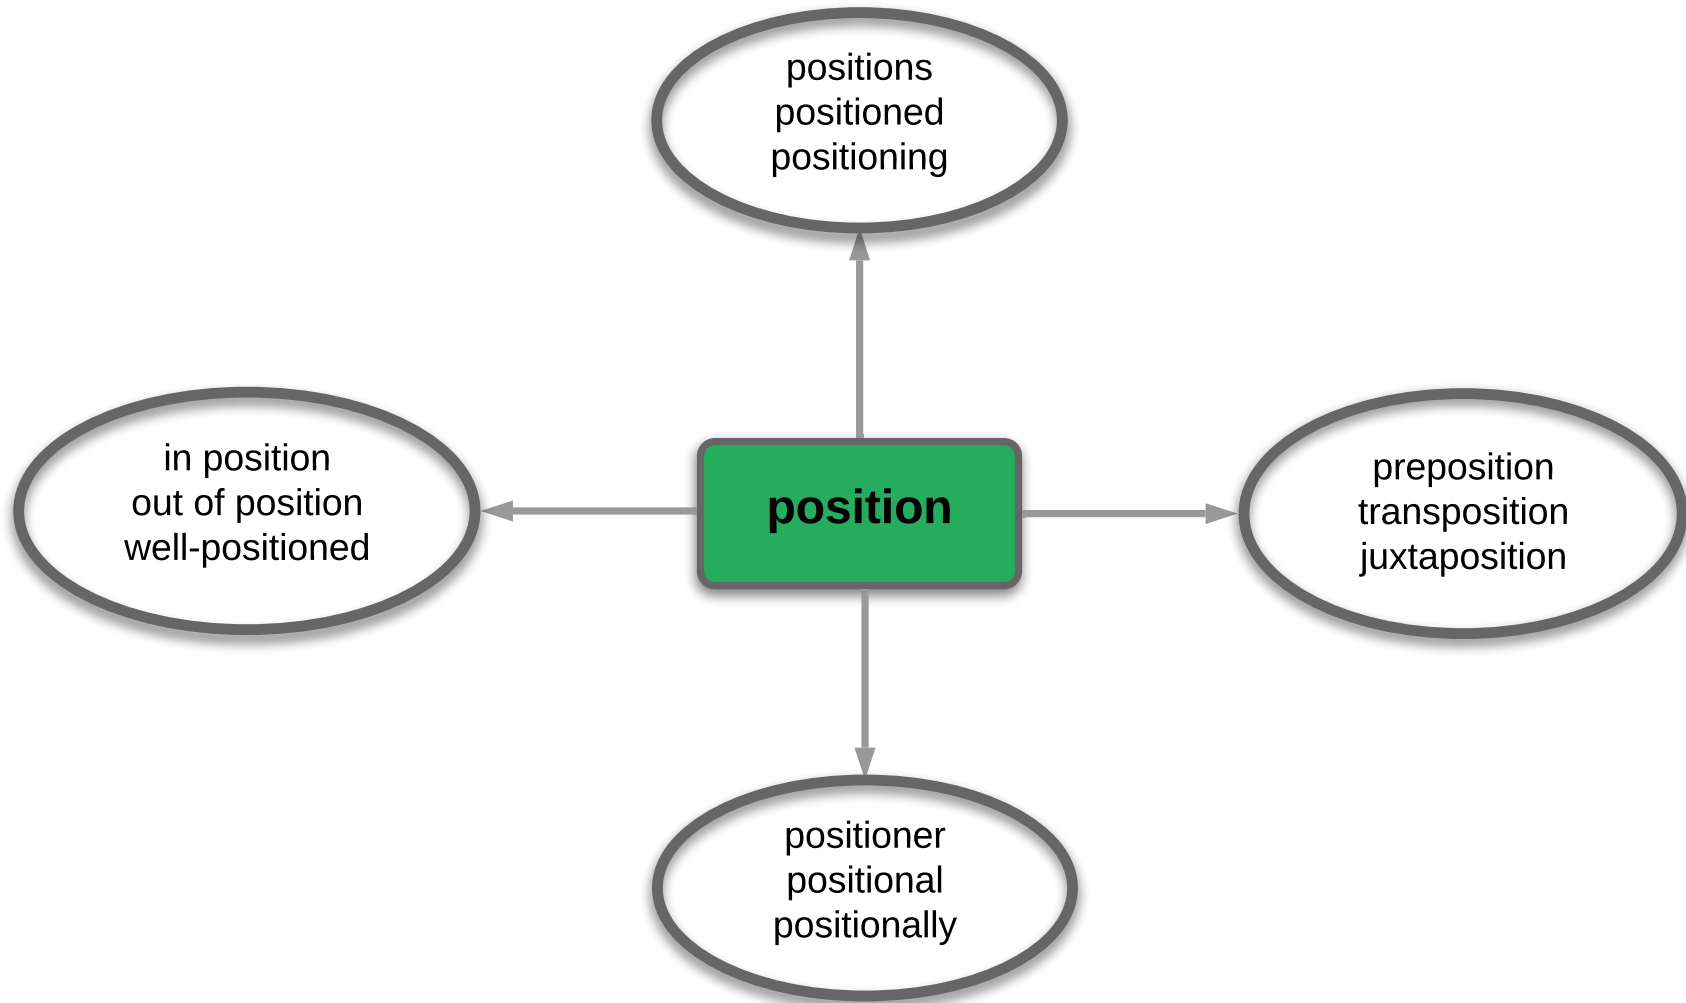 positions
positioned
positioning
in position
out of position
well-positioned
position
preposition
transposition
juxtaposition
positioner
positional
positionally